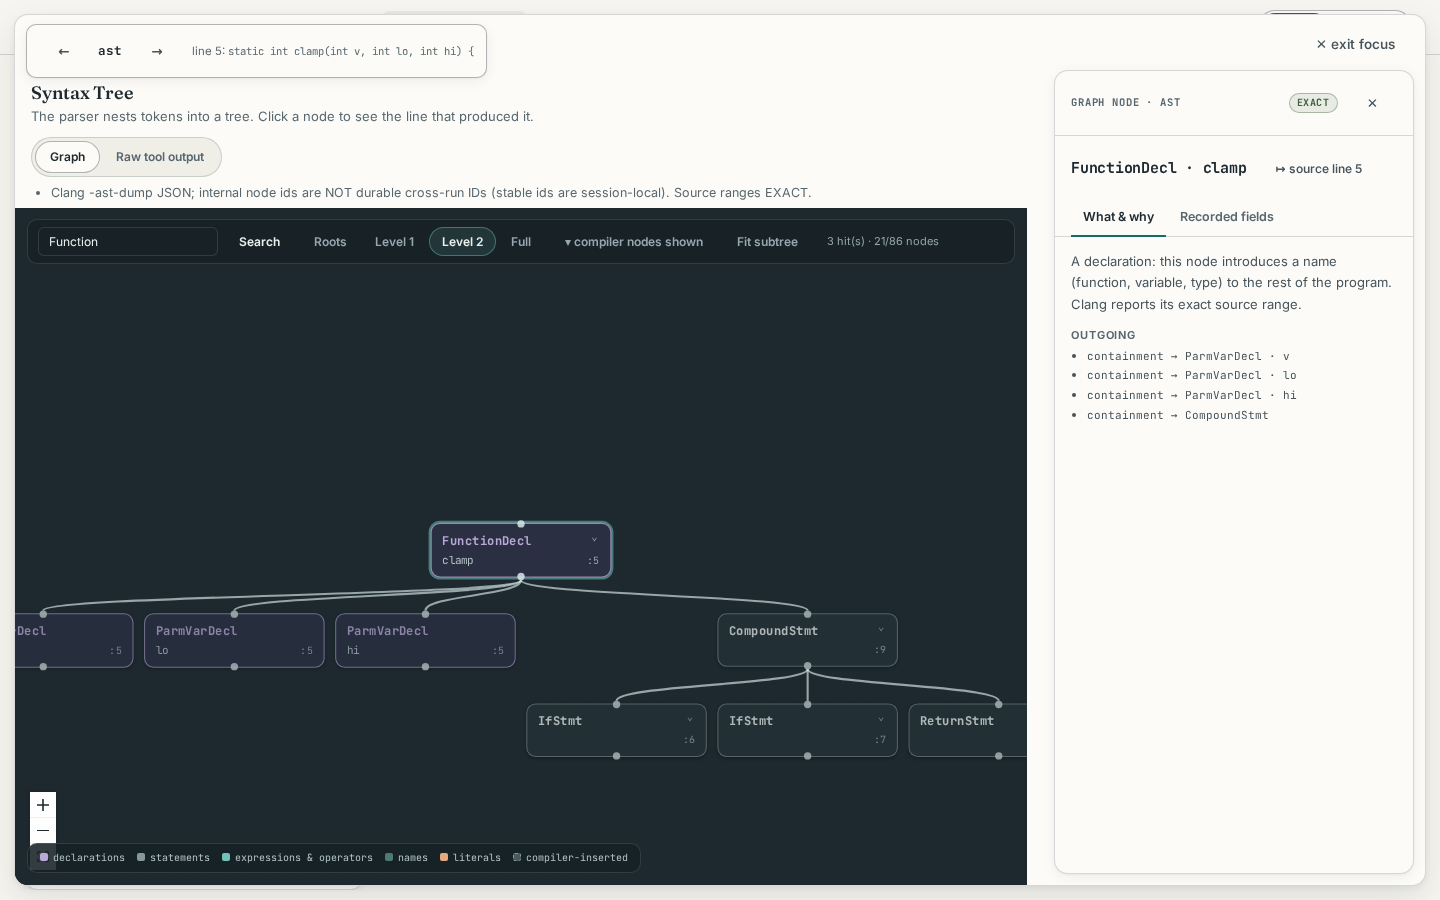 ← ast → line 5: static int clamp(int v, int lo, int hi) {
× exit focus
Syntax Tree
The parser nests tokens into a tree. Click a node to see the line that produced it.
Graph Raw tool output
• Clang -ast-dump JSON; internal node ids are NOT durable cross-run IDs (stable ids are session-local). Source ranges EXACT.
Function Search Roots Level 1 Level 2 Full ▾ compiler nodes shown Fit subtree 3 hit(s) · 21/86 nodes
FunctionDecl
clamp :5
Decl
:5
ParmVarDecl
lo :5
ParmVarDecl
hi :5
CompoundStmt
:9
IfStmt
:6
IfStmt
:7
ReturnStmt
+
−
declarations statements expressions & operators names literals compiler-inserted
GRAPH NODE · AST EXACT ×
FunctionDecl · clamp ↦ source line 5
What & why Recorded fields
A declaration: this node introduces a name
(function, variable, type) to the rest of the program.
Clang reports its exact source range.
OUTGOING
• containment → ParmVarDecl · v
• containment → ParmVarDecl · lo
• containment → ParmVarDecl · hi
• containment → CompoundStmt